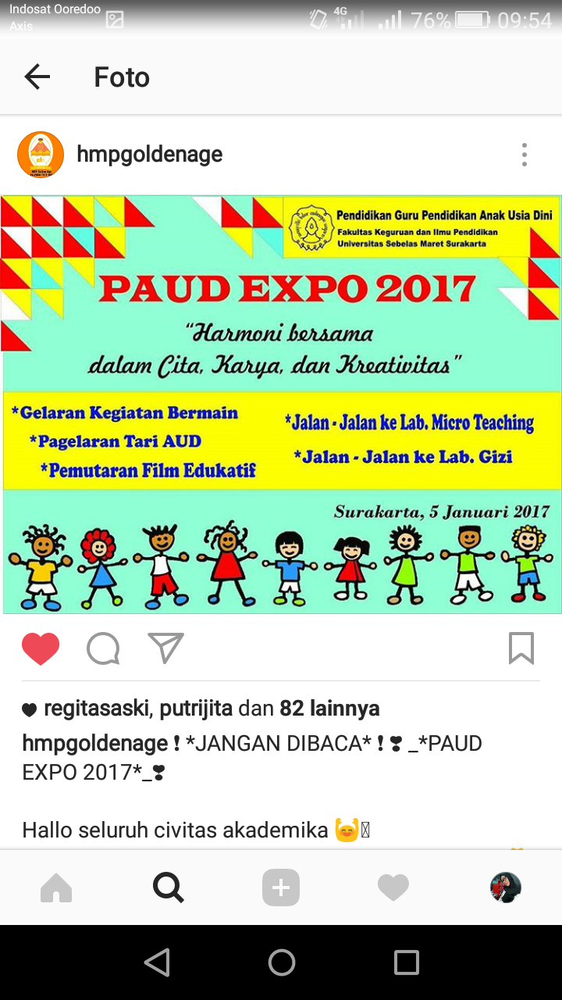 Indosat Ooredoo
Axis
4G
76%
09:54
Foto
hmpgoldenage
Pendidikan Guru Pendidikan Anak Usia Dini
Fakultas Keguruan dan Ilmu Pendidikan
Universitas Sebelas Maret Surakarta
PAUD EXPO 2017
“Harmoni bersama
dalam Cita, Karya, dan Kreativitas”
*Gelaran Kegiatan Bermain
*Pagelaran Tari AUD
*Pemutaran Film Edukatif
*Jalan - Jalan ke Lab. Micro Teaching
*Jalan - Jalan ke Lab. Gizi
Surakarta, 5 Januari 2017
regitasaski, putrijita dan 82 lainnya
hmpgoldenage ❗ *JANGAN DIBACA* ❗ ❣ _*PAUD
EXPO 2017*_❣
Hallo seluruh civitas akademika 🙌